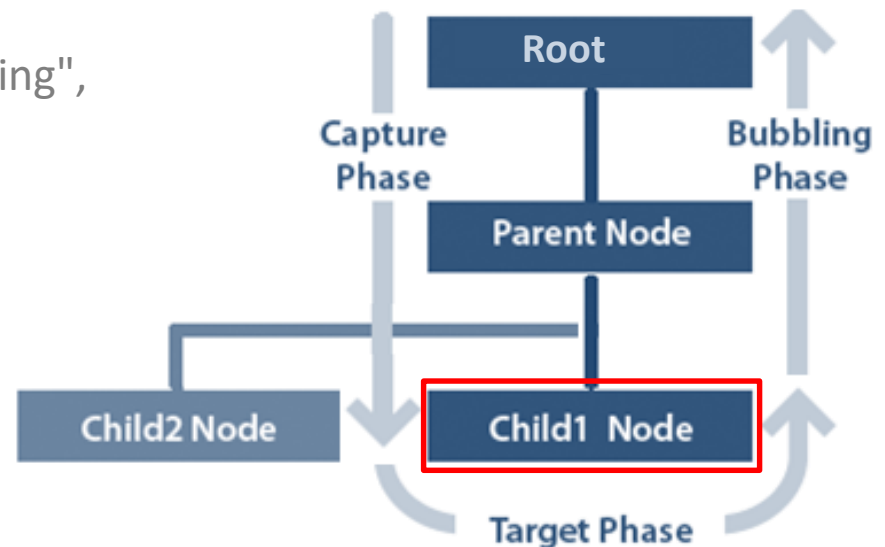 ing",
Root
Capture
Phase
Bubbling
Phase
Parent Node
Child2 Node
Child1 Node
Target Phase